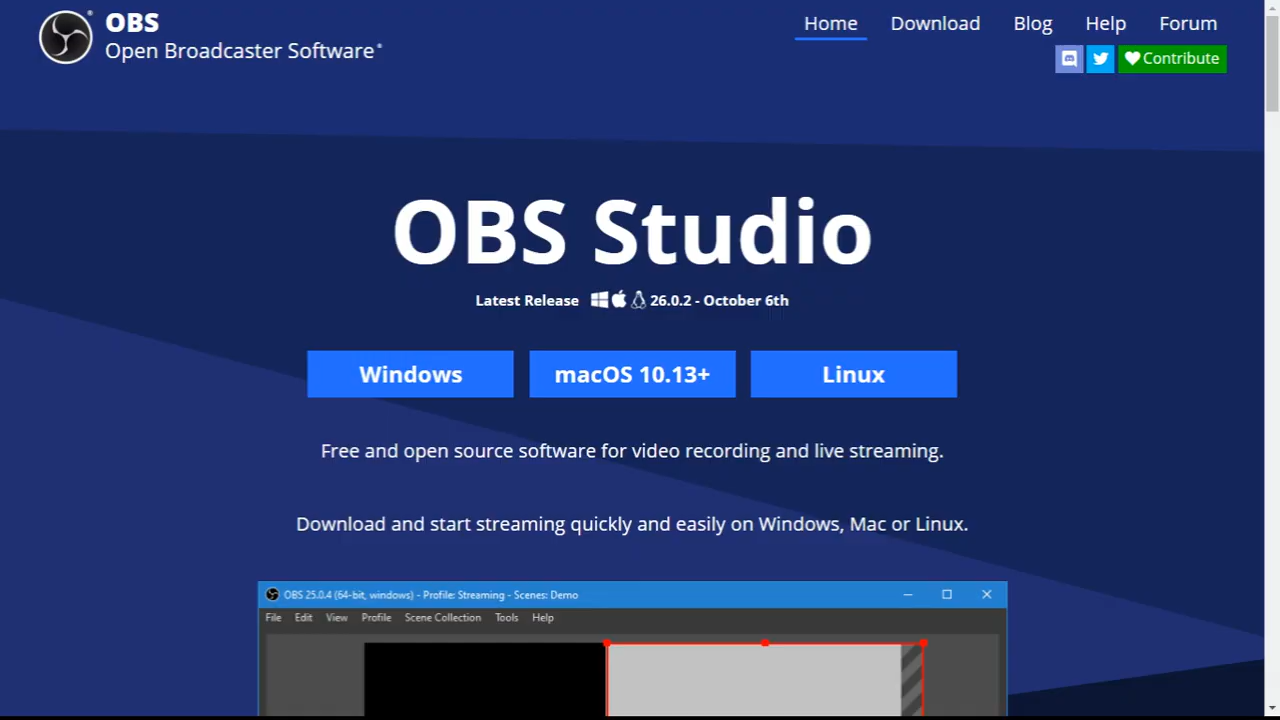 OBS
Open Broadcaster Software®
Home Download Blog Help Forum
Contribute
OBS Studio
Latest Release 26.0.2 - October 6th
Windows macOS 10.13+ Linux
Free and open source software for video recording and live streaming.
Download and start streaming quickly and easily on Windows, Mac or Linux.
OBS 25.0.4 (64-bit, windows) - Profile: Streaming - Scenes: Demo
File Edit View Profile Scene Collection Tools Help